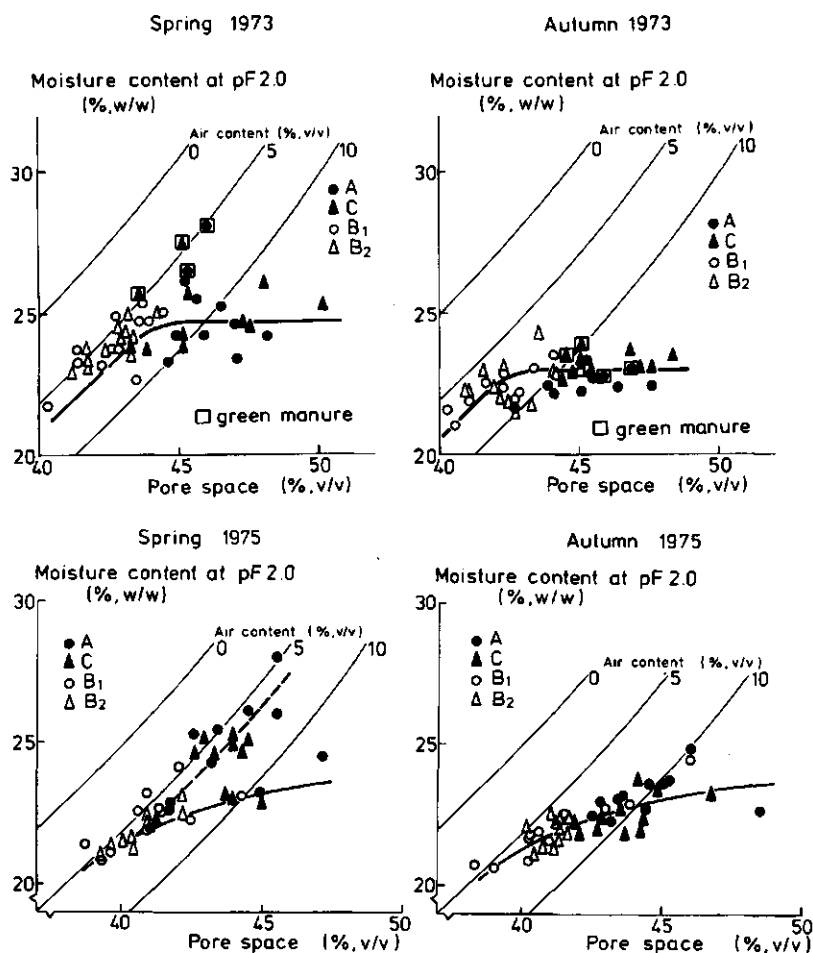 Spring 1973
Moisture content at pF 2.0
(%, w/w)
Air content (%, v/v)
0 5 10
30
25
20
A
C
B1
B2
green manure
40 45 50
Pore space (%, v/v)
Autumn 1973
Moisture content at pF 2.0
(%, w/w)
Air content (%, v/v)
0 5 10
30
25
20
A
C
B1
B2
green manure
40 45 50
Pore space (%, v/v)
Spring 1975
Moisture content at pF 2.0
(%, w/w)
Air content (%, v/v)
0 5 10
30
25
20
A
C
B1
B2
40 45 50
Pore space (%, v/v)
Autumn 1975
Moisture content at pF 2.0
(%, w/w)
Air content (%, v/v)
0 5 10
30
25
20
A
C
B1
B2
40 45 50
Pore space (%, v/v)